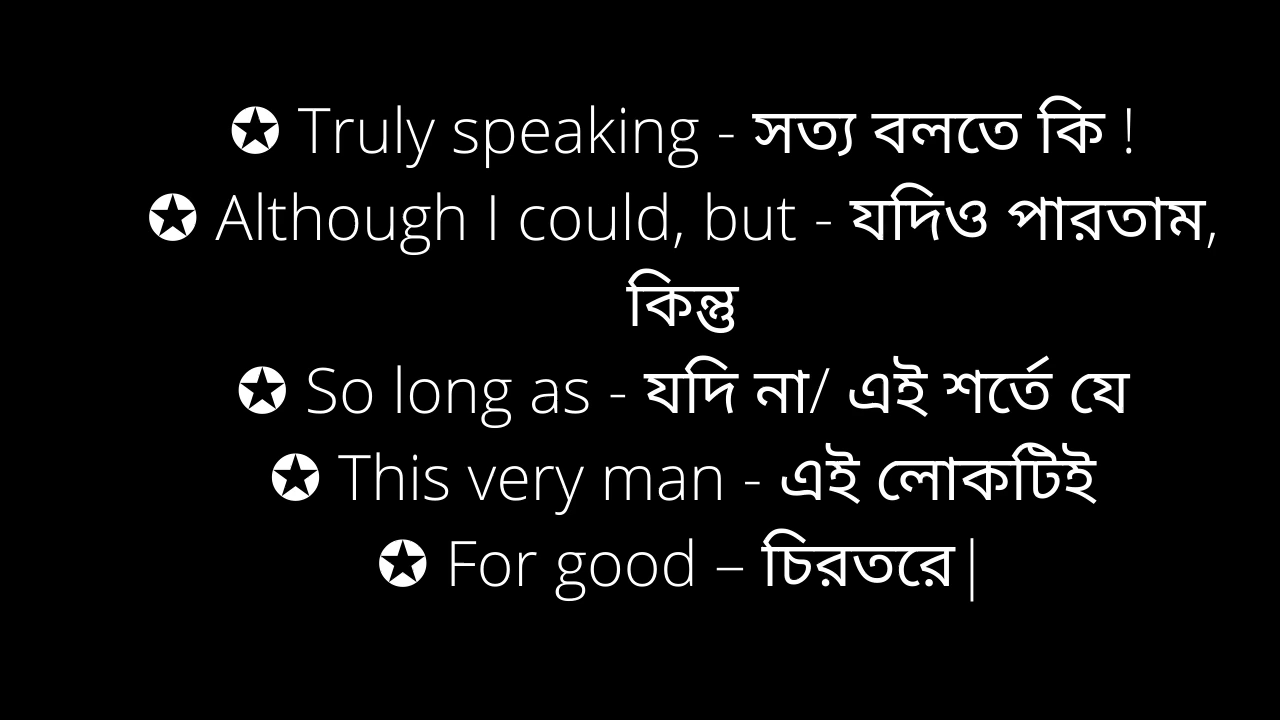 ✪ Truly speaking - সত্য বলতে কি !
✪ Although I could, but - যদিও পারতাম,
কিন্তু
✪ So long as - যদি না/ এই শর্তে যে
✪ This very man - এই লোকটিই
✪ For good – চিরতরে|